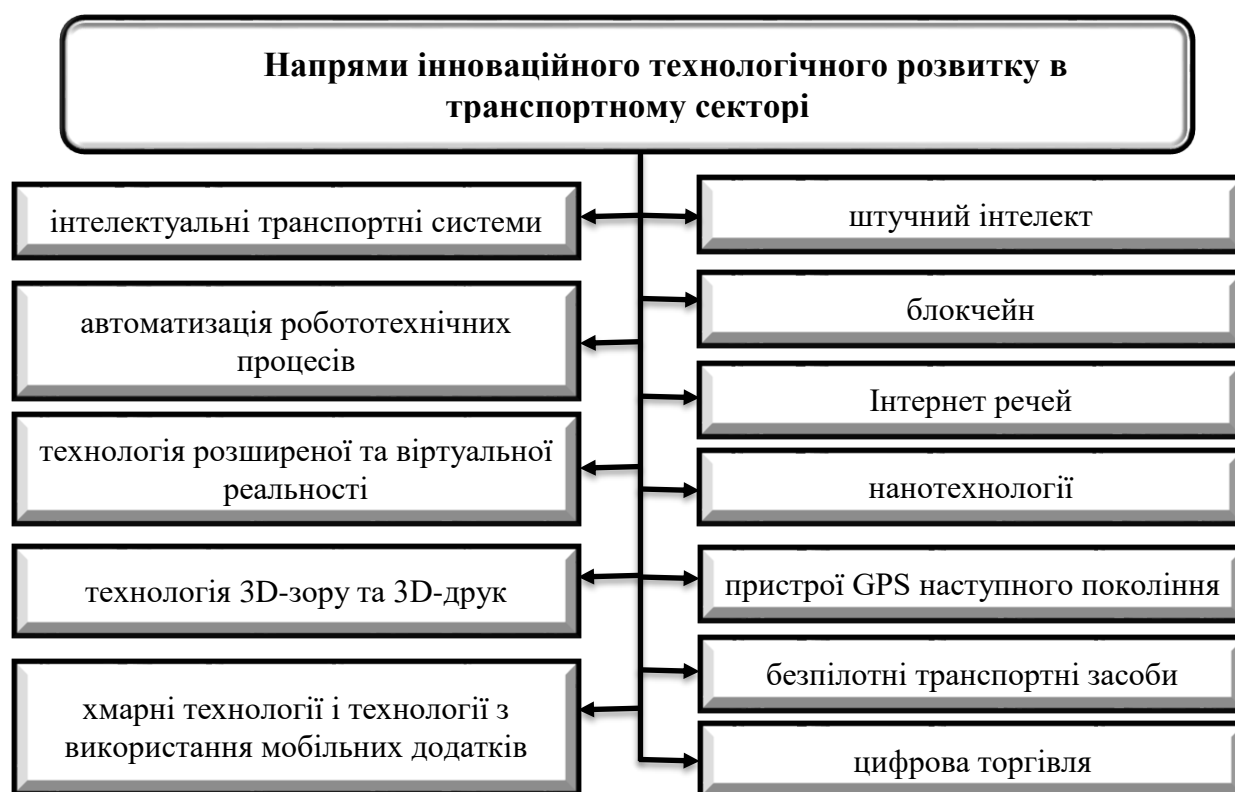 Напрями інноваційного технологічного розвитку в
транспортному секторі
інтелектуальні транспортні системи
автоматизація робототехнічних
процесів
технологія розширеної та віртуальної
реальності
технологія 3D-зору та 3D-друк
хмарні технології і технології з
використання мобільних додатків
штучний інтелект
блокчейн
Інтернет речей
нанотехнології
пристрої GPS наступного покоління
безпілотні транспортні засоби
цифрова торгівля